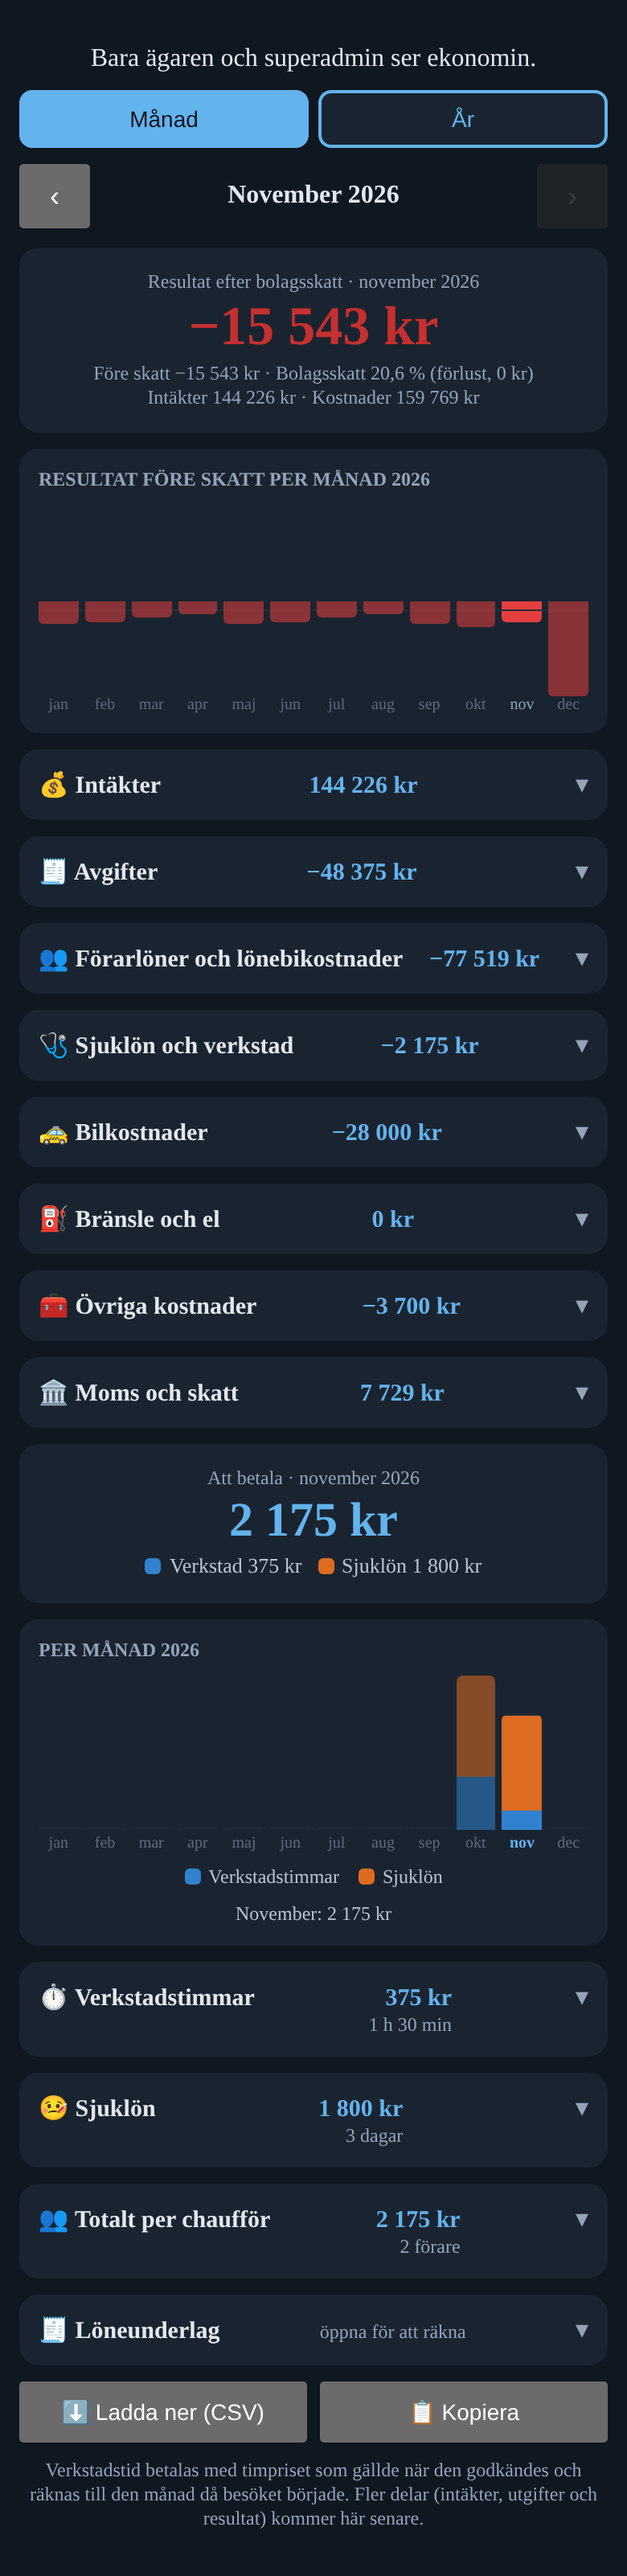 Bara ägaren och superadmin ser ekonomin.
Månad
År
‹
November 2026
›
Resultat efter bolagsskatt · november 2026
−15 543 kr
Före skatt −15 543 kr · Bolagsskatt 20,6 % (förlust, 0 kr)
Intäkter 144 226 kr · Kostnader 159 769 kr
RESULTAT FÖRE SKATT PER MÅNAD 2026
jan feb mar apr maj jun jul aug sep okt nov dec
💰 Intäkter 144 226 kr ▼
🧾 Avgifter −48 375 kr ▼
👥 Förarlöner och lönebikostnader −77 519 kr ▼
🩺 Sjuklön och verkstad −2 175 kr ▼
🚕 Bilkostnader −28 000 kr ▼
⛽ Bränsle och el 0 kr ▼
🧰 Övriga kostnader −3 700 kr ▼
🏛️ Moms och skatt 7 729 kr ▼
Att betala · november 2026
2 175 kr
Verkstad 375 kr Sjuklön 1 800 kr
PER MÅNAD 2026
jan feb mar apr maj jun jul aug sep okt nov dec
Verkstadstimmar Sjuklön
November: 2 175 kr
⏱️ Verkstadstimmar 375 kr ▼
1 h 30 min
🤒 Sjuklön 1 800 kr ▼
3 dagar
👥 Totalt per chaufför 2 175 kr ▼
2 förare
🧾 Löneunderlag öppna för att räkna ▼
⬇️ Ladda ner (CSV)
📋 Kopiera
Verkstadstid betalas med timpriset som gällde när den godkändes och
räknas till den månad då besöket började. Fler delar (intäkter, utgifter och
resultat) kommer här senare.